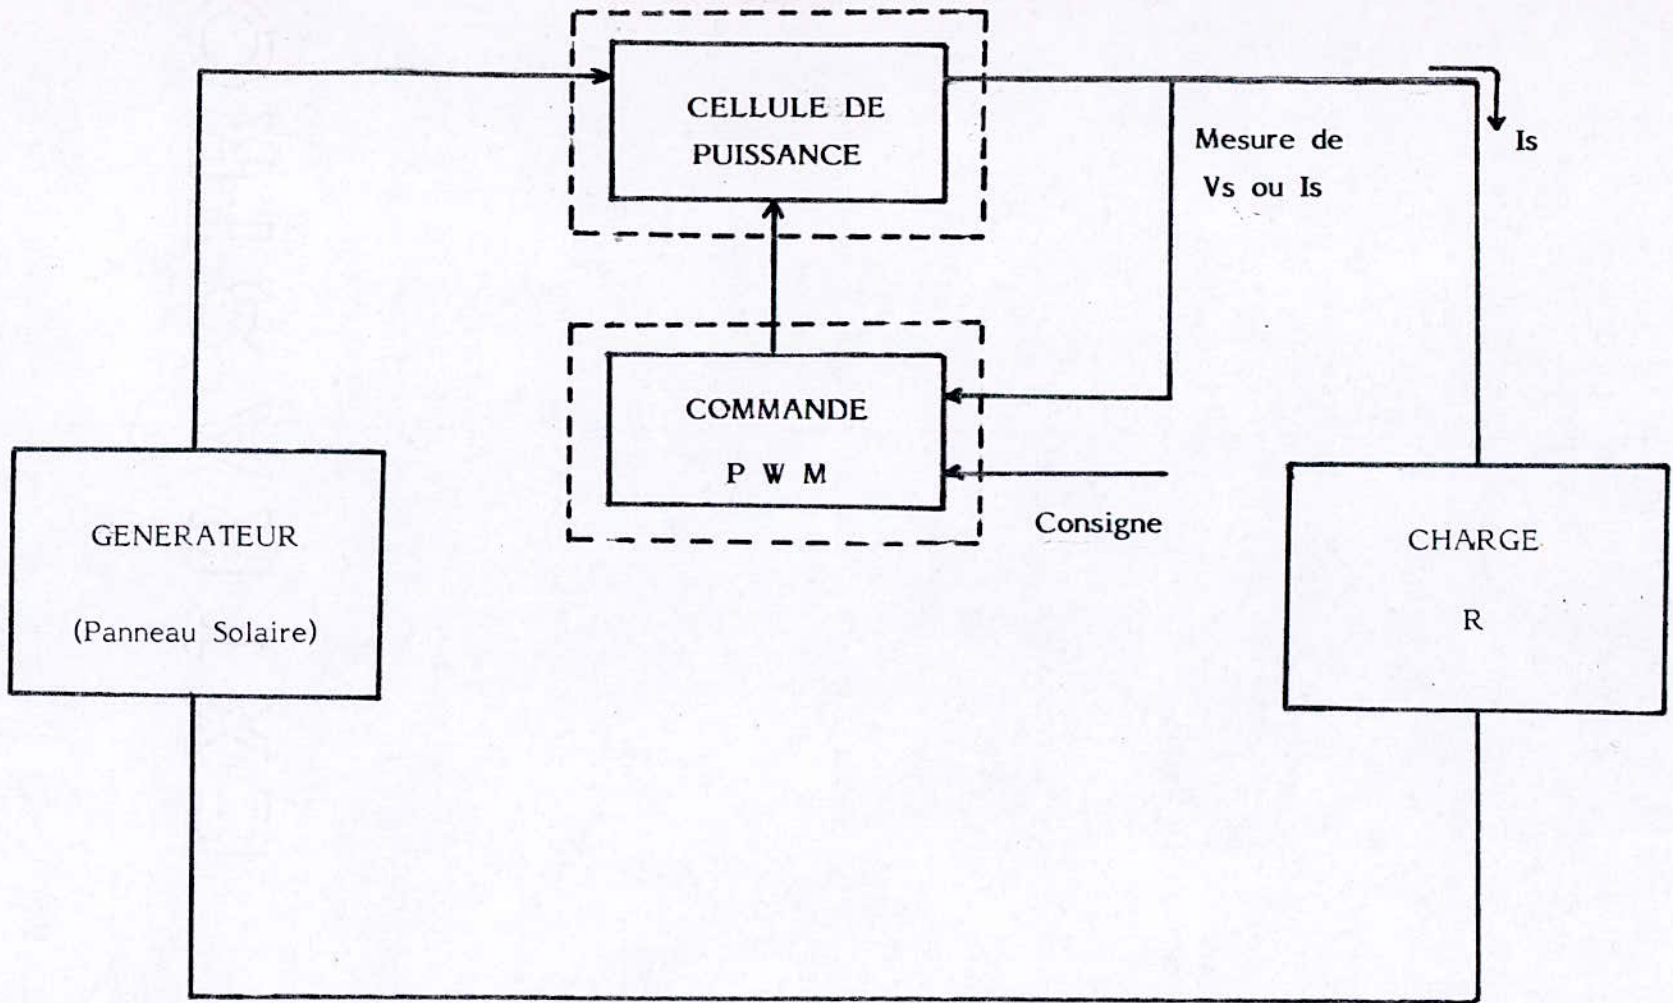 CELLULE DE
PUISSANCE
Mesure de
Vs ou Is
Is
COMMANDE
P W M
Consigne
GENERATEUR
(Panneau Solaire)
CHARGE
R